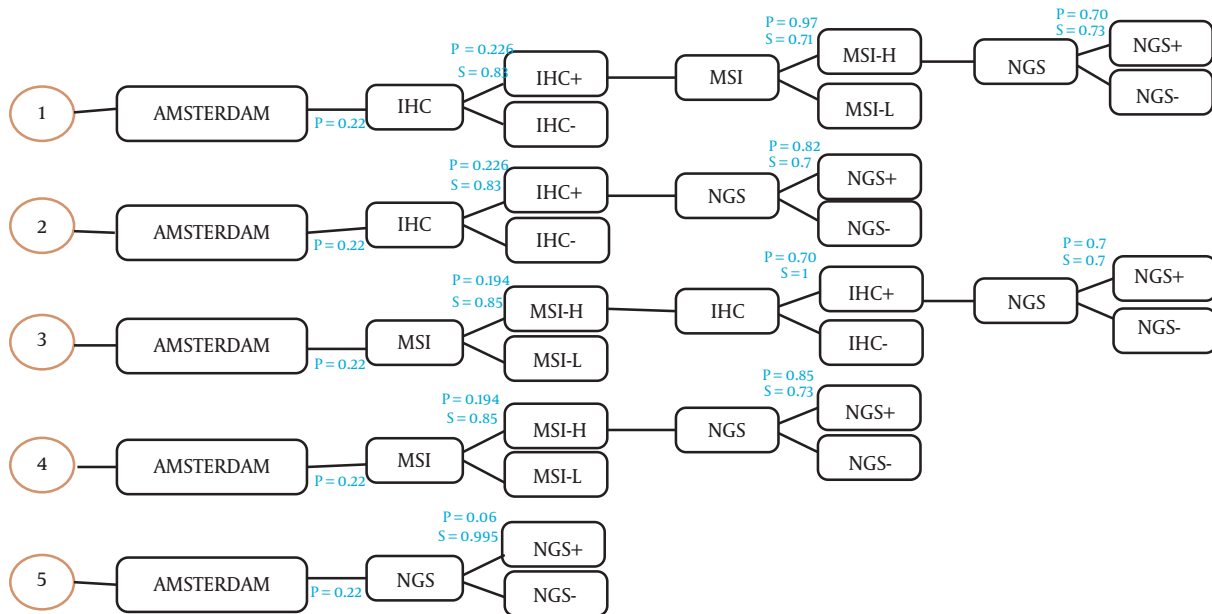 P = 0.97
S = 0.71
P = 0.70
S = 0.73
P = 0.226
S = 0.83
1
AMSTERDAM
P = 0.22
IHC
IHC+
IHC-
MSI
MSI-H
MSI-L
NGS
NGS+
NGS-
P = 0.226
S = 0.83
P = 0.82
S = 0.7
2
AMSTERDAM
P = 0.22
IHC
IHC+
IHC-
NGS
NGS+
NGS-
P = 0.194
S = 0.85
P = 0.70
S = 1
P = 0.7
S = 0.7
3
AMSTERDAM
P = 0.22
MSI
MSI-H
MSI-L
IHC
IHC+
IHC-
NGS
NGS+
NGS-
P = 0.194
S = 0.85
P = 0.85
S = 0.73
4
AMSTERDAM
P = 0.22
MSI
MSI-H
MSI-L
NGS
NGS+
NGS-
P = 0.06
S = 0.995
5
AMSTERDAM
P = 0.22
NGS
NGS+
NGS-